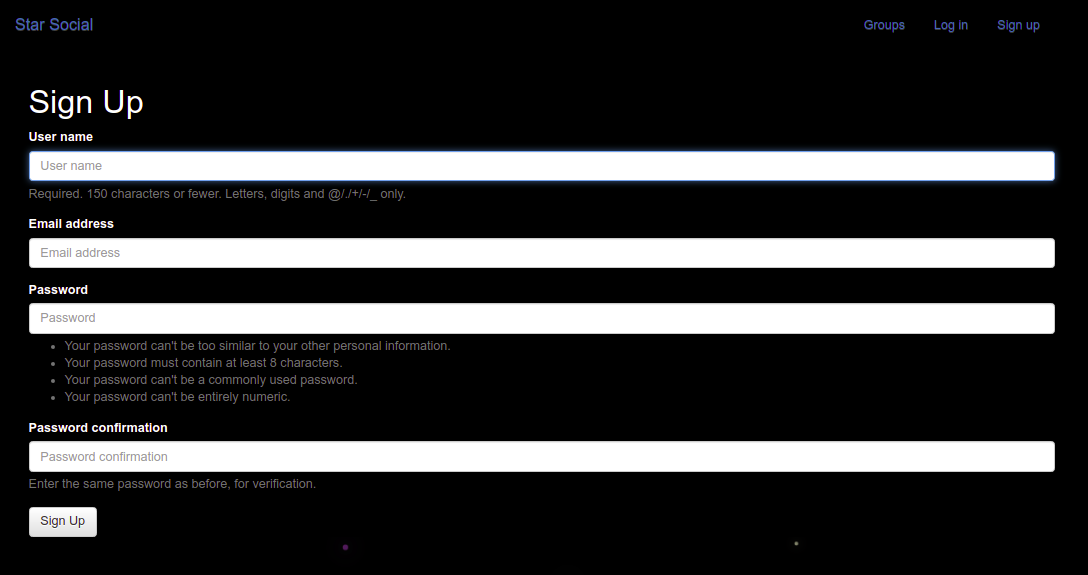 Star Social
Groups
Log in
Sign up
Sign Up
User name
User name
Required. 150 characters or fewer. Letters, digits and @/./+/-/_ only.
Email address
Email address
Password
Password
Your password can't be too similar to your other personal information.
Your password must contain at least 8 characters.
Your password can't be a commonly used password.
Your password can't be entirely numeric.
Password confirmation
Password confirmation
Enter the same password as before, for verification.
Sign Up